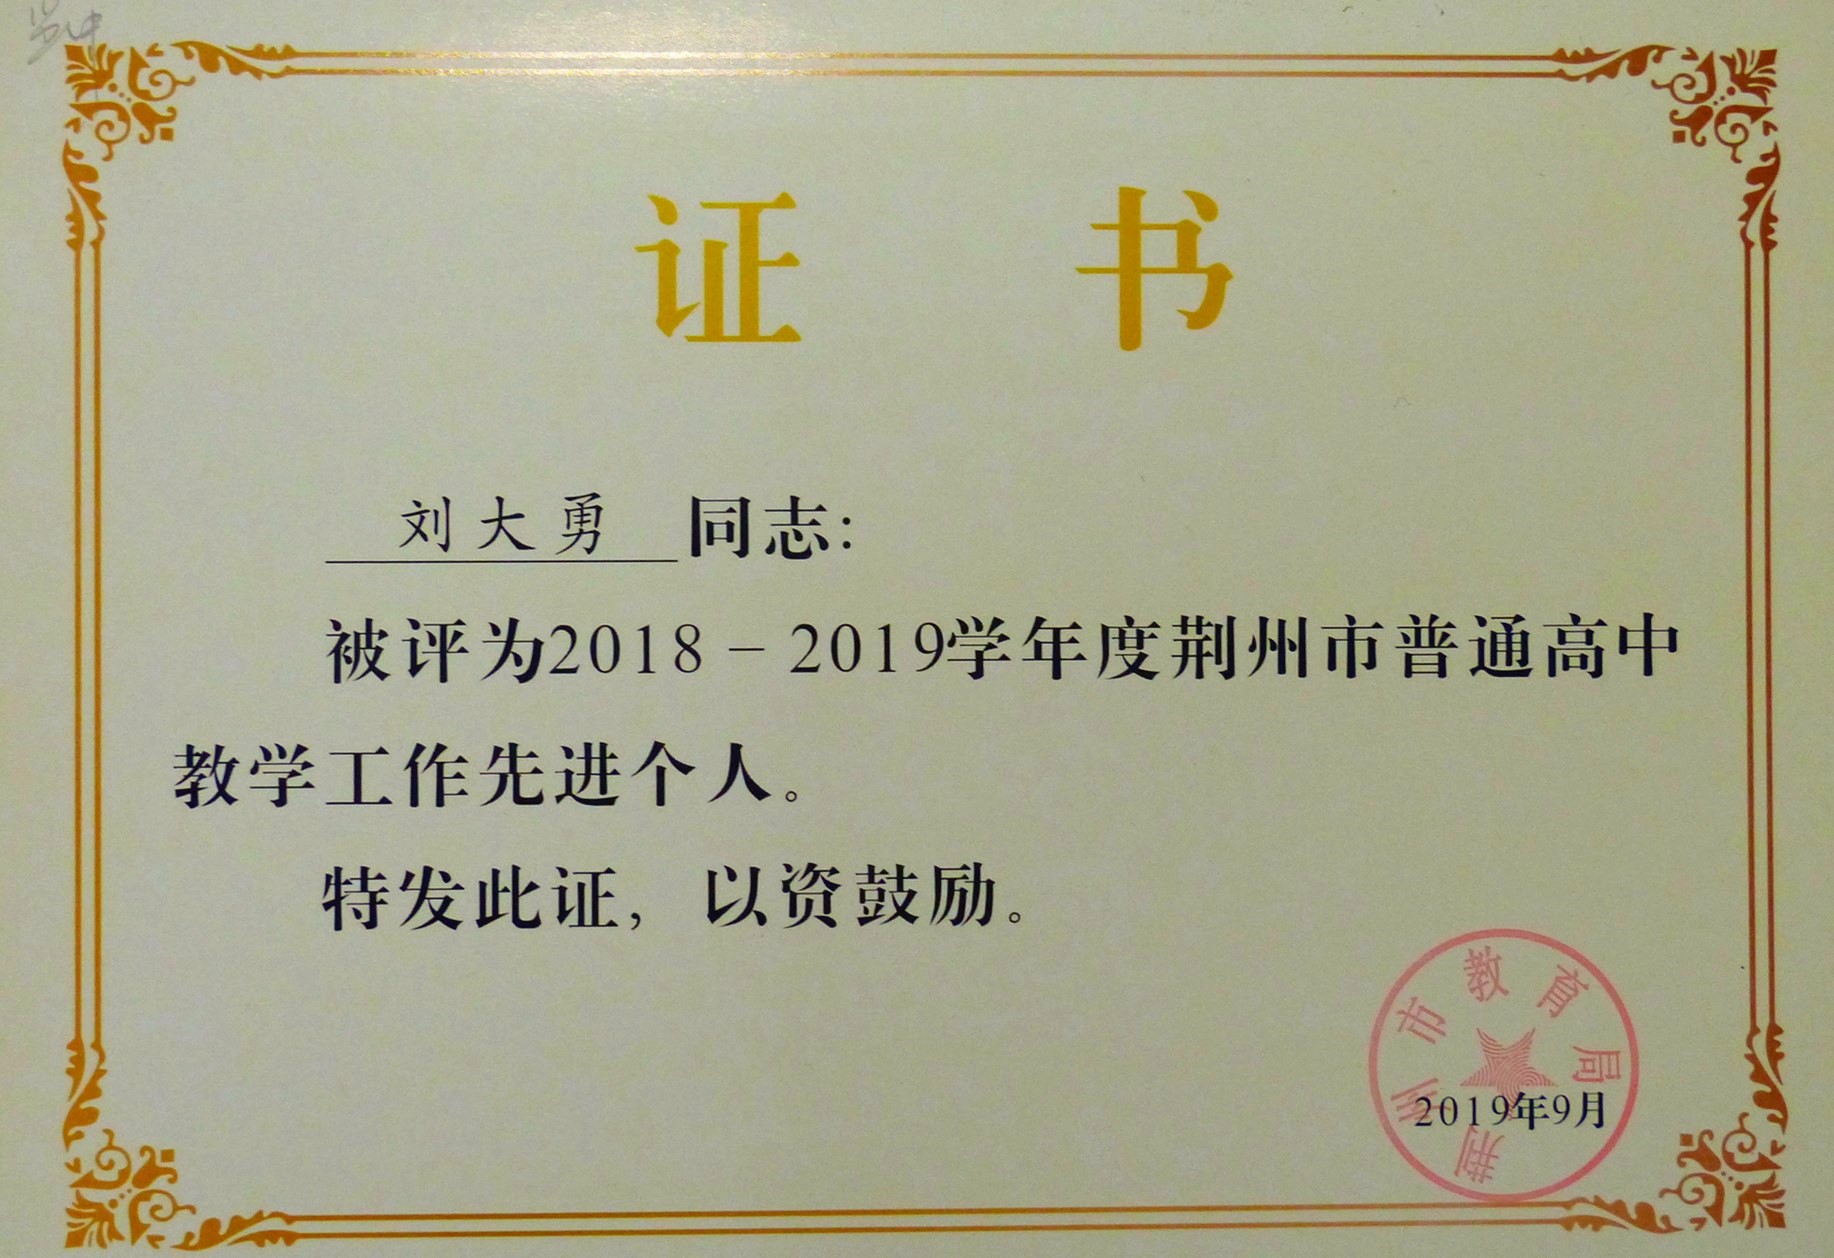 证 书
刘大勇 同志：
被评为2018－2019学年度荆州市普通高中
教学工作先进个人。
特发此证，以资鼓励。
荆州市教育局
2019年9月